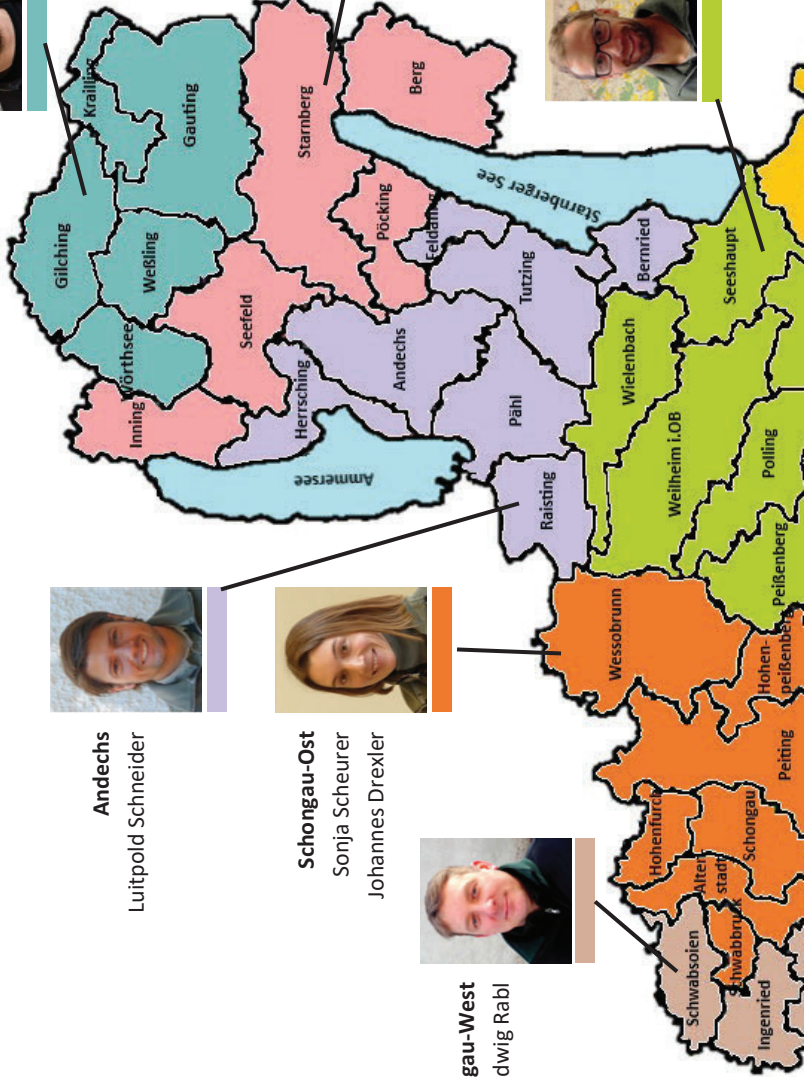 Krailling
Gauting
Gilching
Weßling
Wörthsee
Starnberg
Berg
Pöcking
Seefeld
Inning
Herrsching
Andechs
Feldafing
Tutzing
Starnberger See
Ammersee
Bernried
Pähl
Raisting
Seeshaupt
Wielenbach
Weilheim i.OB
Polling
Peißenberg
Wessobrunn
Hohen-
peißenberg
Peiting
Hohenfurch
Schongau
Alten
stadt
Schwabbruck
Schwabsoien
Ingenried
Andechs
Luitpold Schneider
Schongau-Ost
Sonja Scheurer
Johannes Drexler
gau-West
dwig Rabl